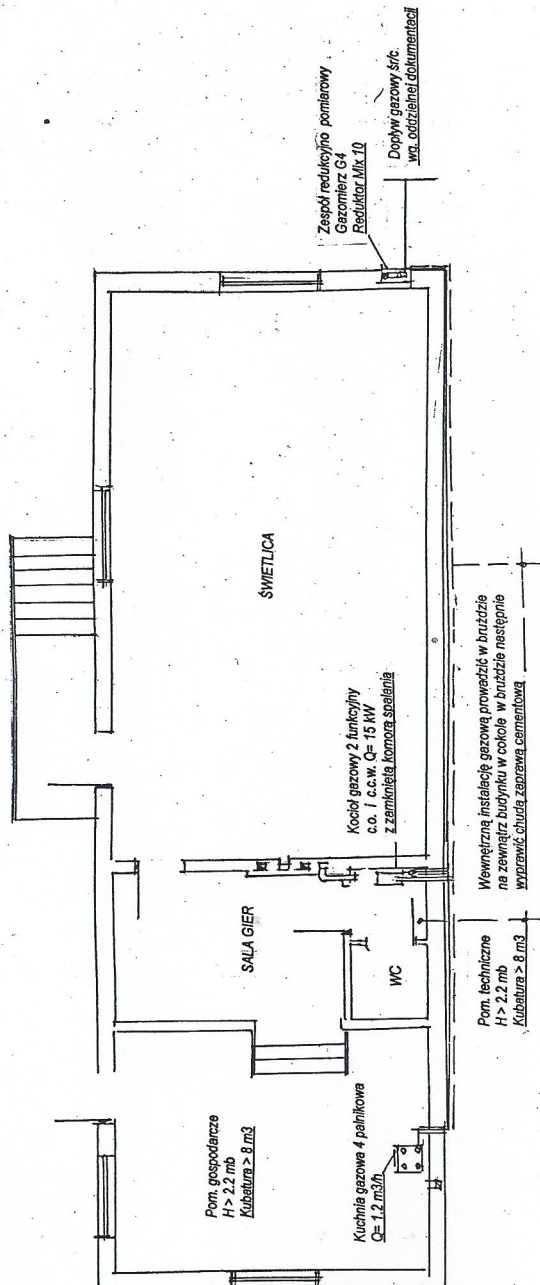 Pom. gospodarcze
H > 2.2 mb
Kubatura > 8 m3
Kuchnia gazowa 4 palnikowa
Q= 1.2 m3/h
SALA GIER
WC
Pom. techniczne
H > 2.2 mb
Kubatura > 8 m3
Kocioł gazowy 2 funkcyjny
c.o. i c.c.w. Q= 15 kW
z zamkniętą komorą spalania
Wewnętrzną instalację gazową prowadzić w bruździe
na zewnątrz budynku w cokole w bruździe następnie
wyprawić chudą zaprawą cementową
ŚWIETLICA
Zespół redukcyjno pomiarowy
Gazomierz G4
Reduktor MIx 10
Dopływ gazowy śr/c.
wg. oddzielnej dokumentacji